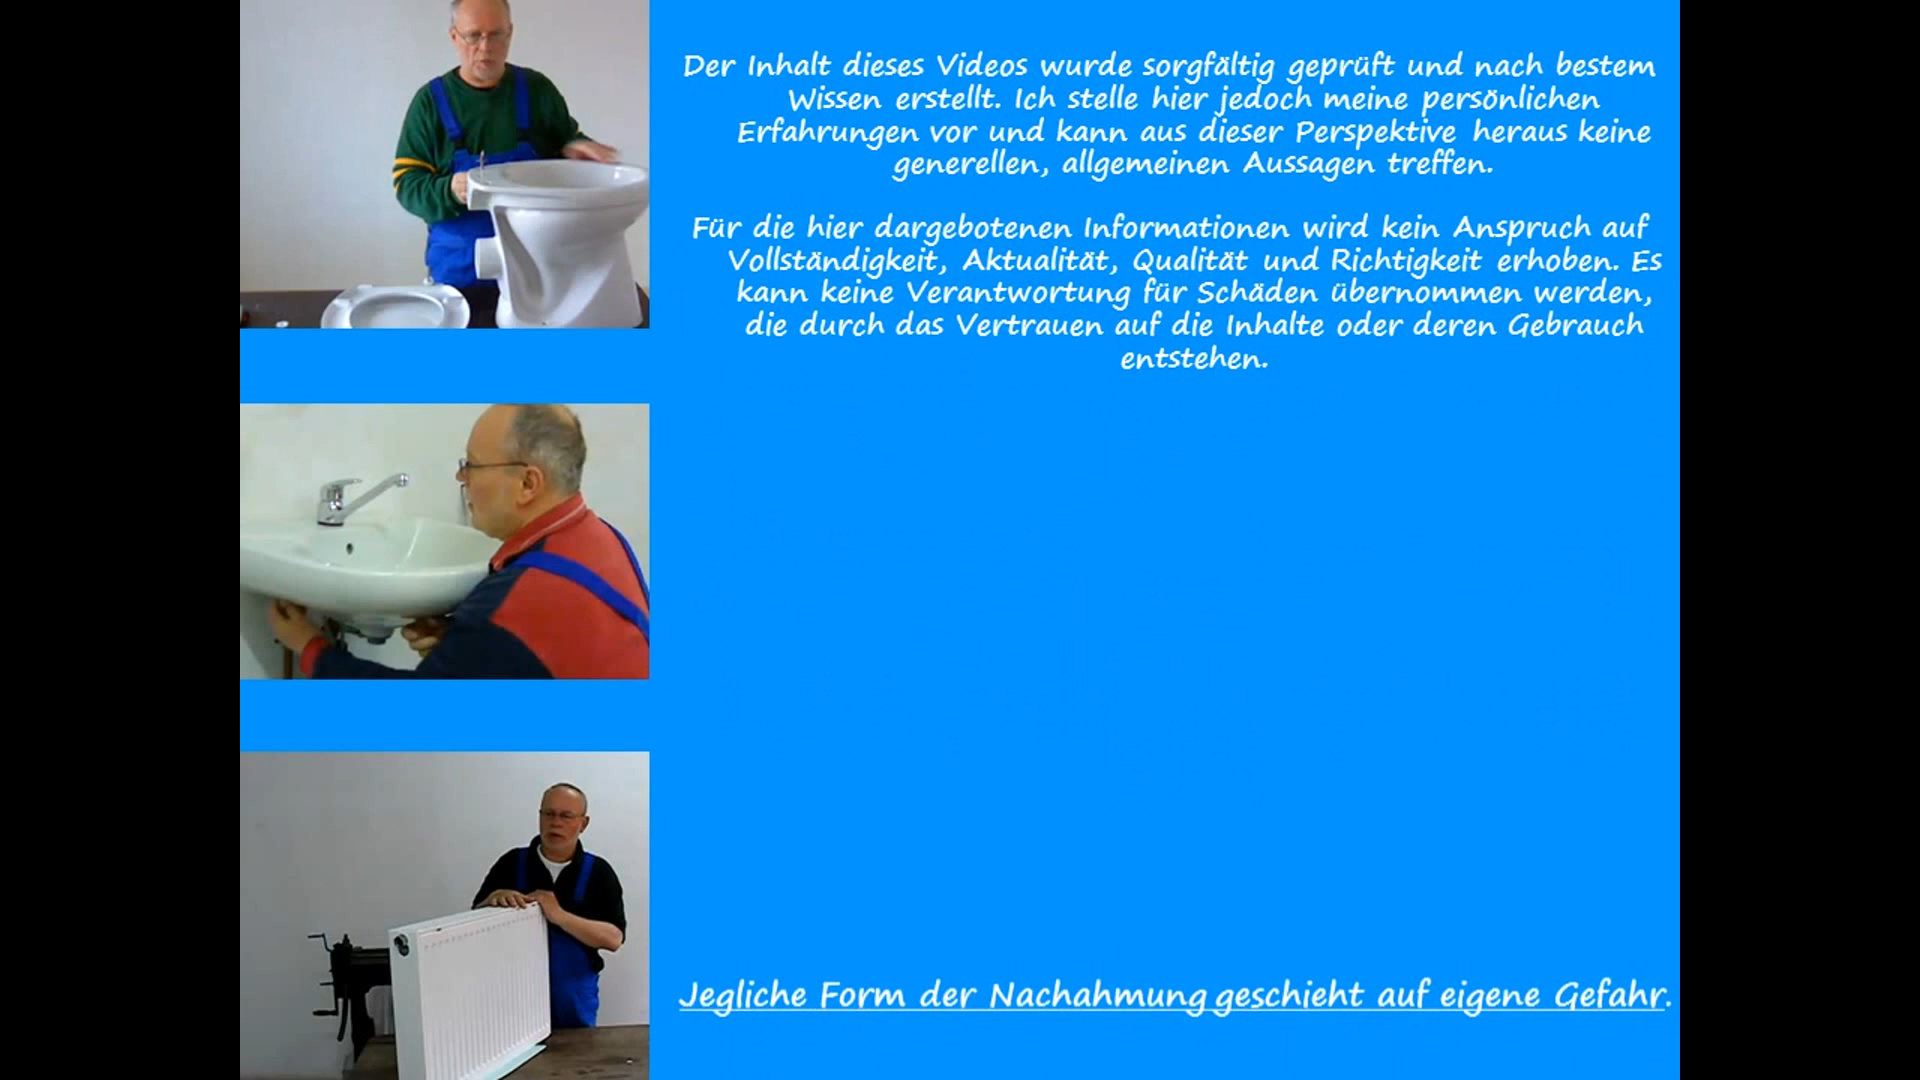 Der Inhalt dieses Videos wurde sorgfältig geprüft und nach bestem
Wissen erstellt. Ich stelle hier jedoch meine persönlichen
Erfahrungen vor und kann aus dieser Perspektive heraus keine
generellen, allgemeinen Aussagen treffen.
Für die hier dargebotenen Informationen wird kein Anspruch auf
Vollständigkeit, Aktualität, Qualität und Richtigkeit erhoben. Es
kann keine Verantwortung für Schäden übernommen werden,
die durch das Vertrauen auf die Inhalte oder deren Gebrauch
entstehen.
Jegliche Form der Nachahmung geschieht auf eigene Gefahr.